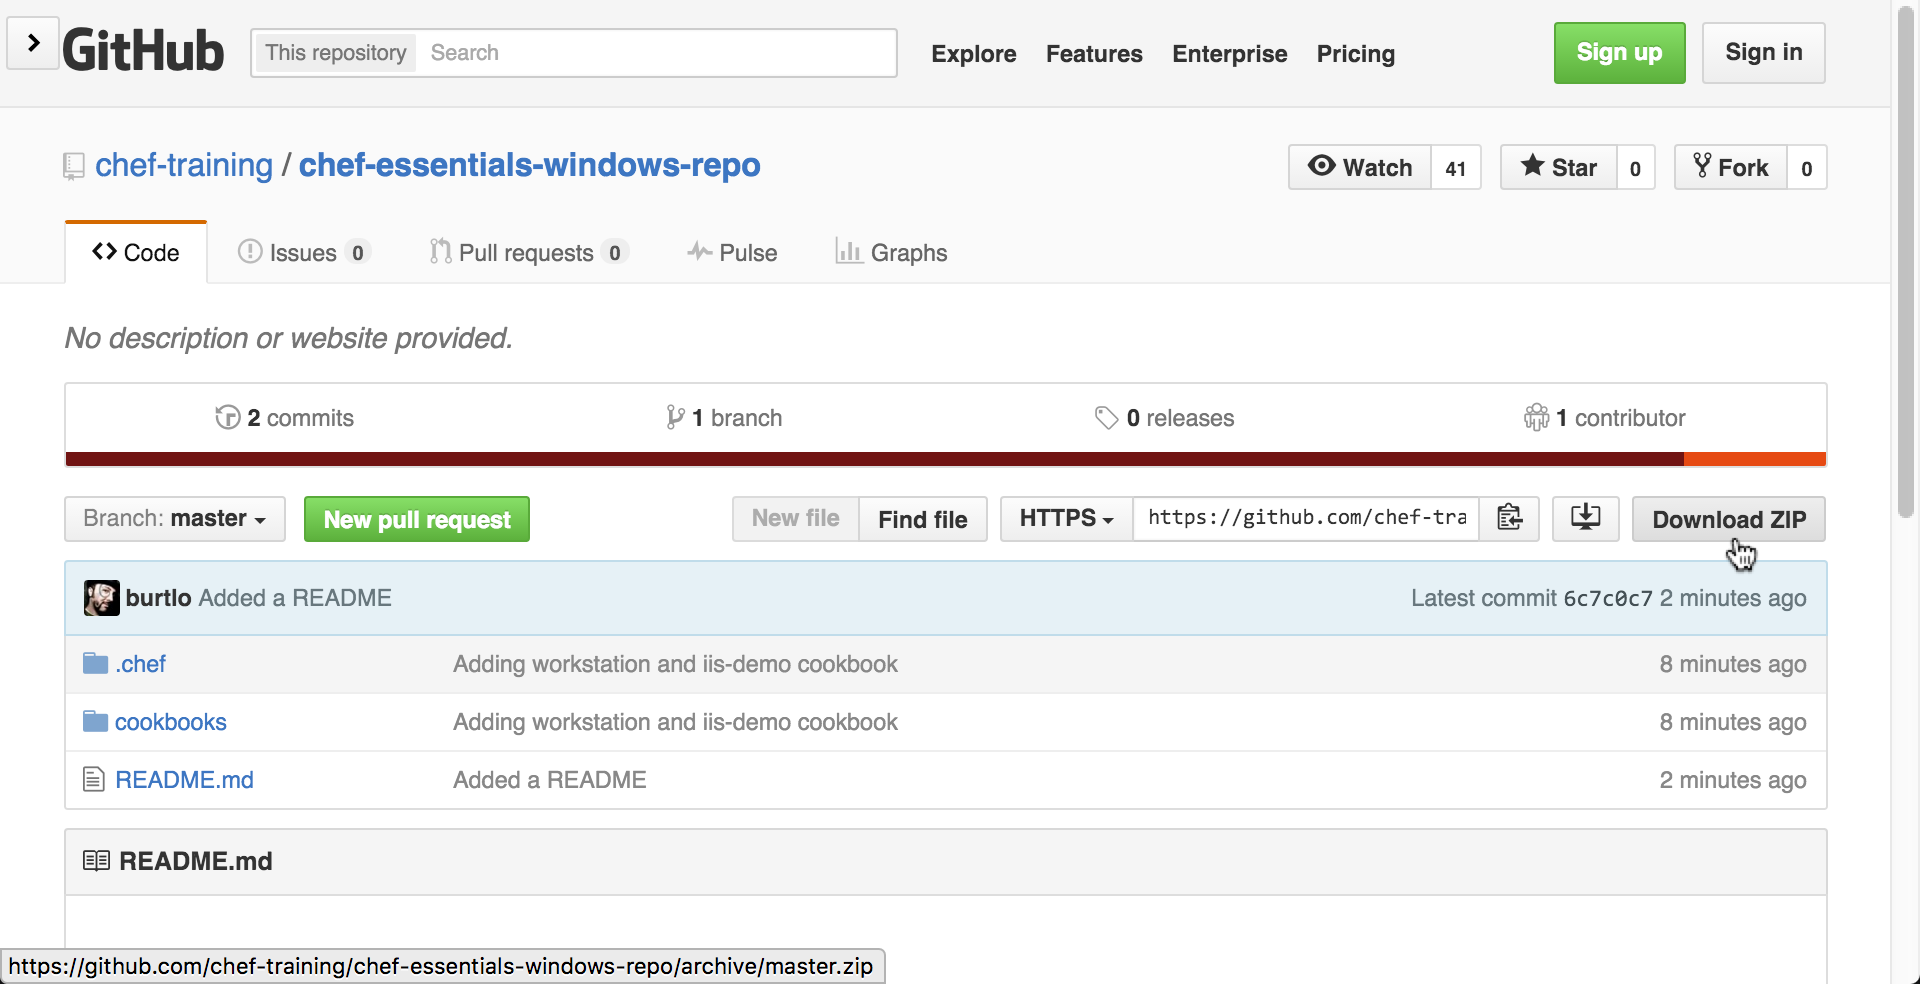 GitHub This repository Search Explore Features Enterprise Pricing Sign up Sign in
chef-training / chef-essentials-windows-repo Watch 41 Star 0 Fork 0
Code Issues 0 Pull requests 0 Pulse Graphs
No description or website provided.
2 commits 1 branch 0 releases 1 contributor
Branch: master New pull request New file Find file HTTPS https://github.com/chef-tra Download ZIP
burtlo Added a README Latest commit 6c7c0c7 2 minutes ago
.chef Adding workstation and iis-demo cookbook 8 minutes ago
cookbooks Adding workstation and iis-demo cookbook 8 minutes ago
README.md Added a README 2 minutes ago
README.md
https://github.com/chef-training/chef-essentials-windows-repo/archive/master.zip